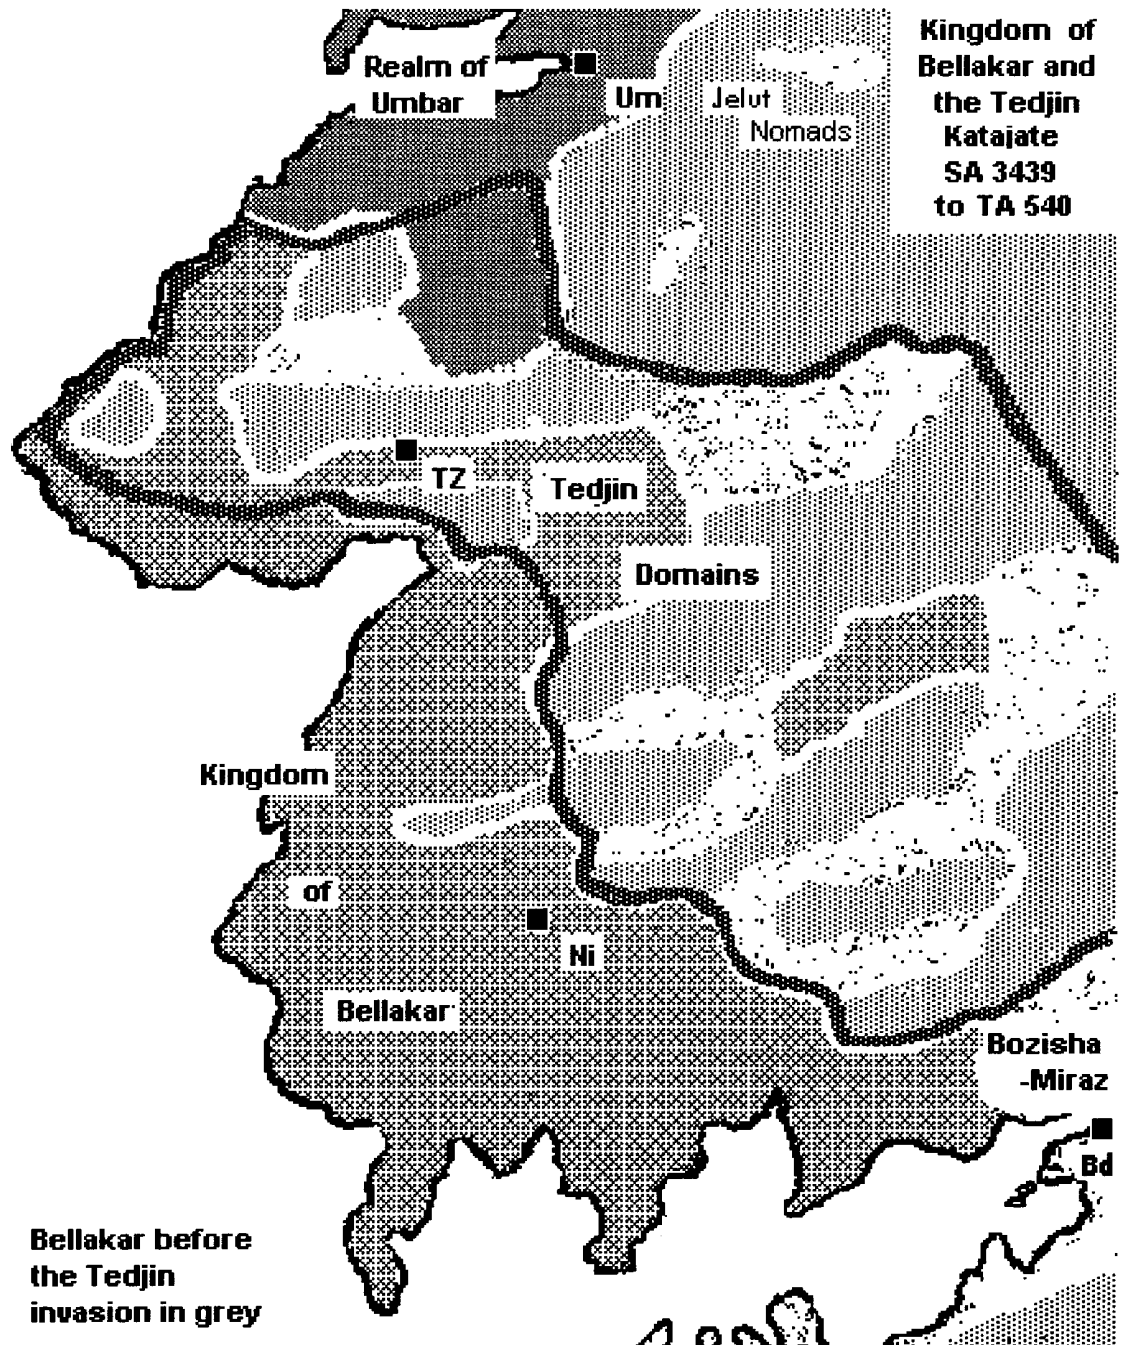 Kingdom of
Bellakar and
the Tedjin
Katajate
SA 3439
to TA 540
Realm of
Umbar
Um
Jelut
Nomads
TZ
Tedjin
Domains
Kingdom
of
Ni
Bellakar
Bozisha
-Miraz
Bd
Bellakar before
the Tedjin
invasion in grey